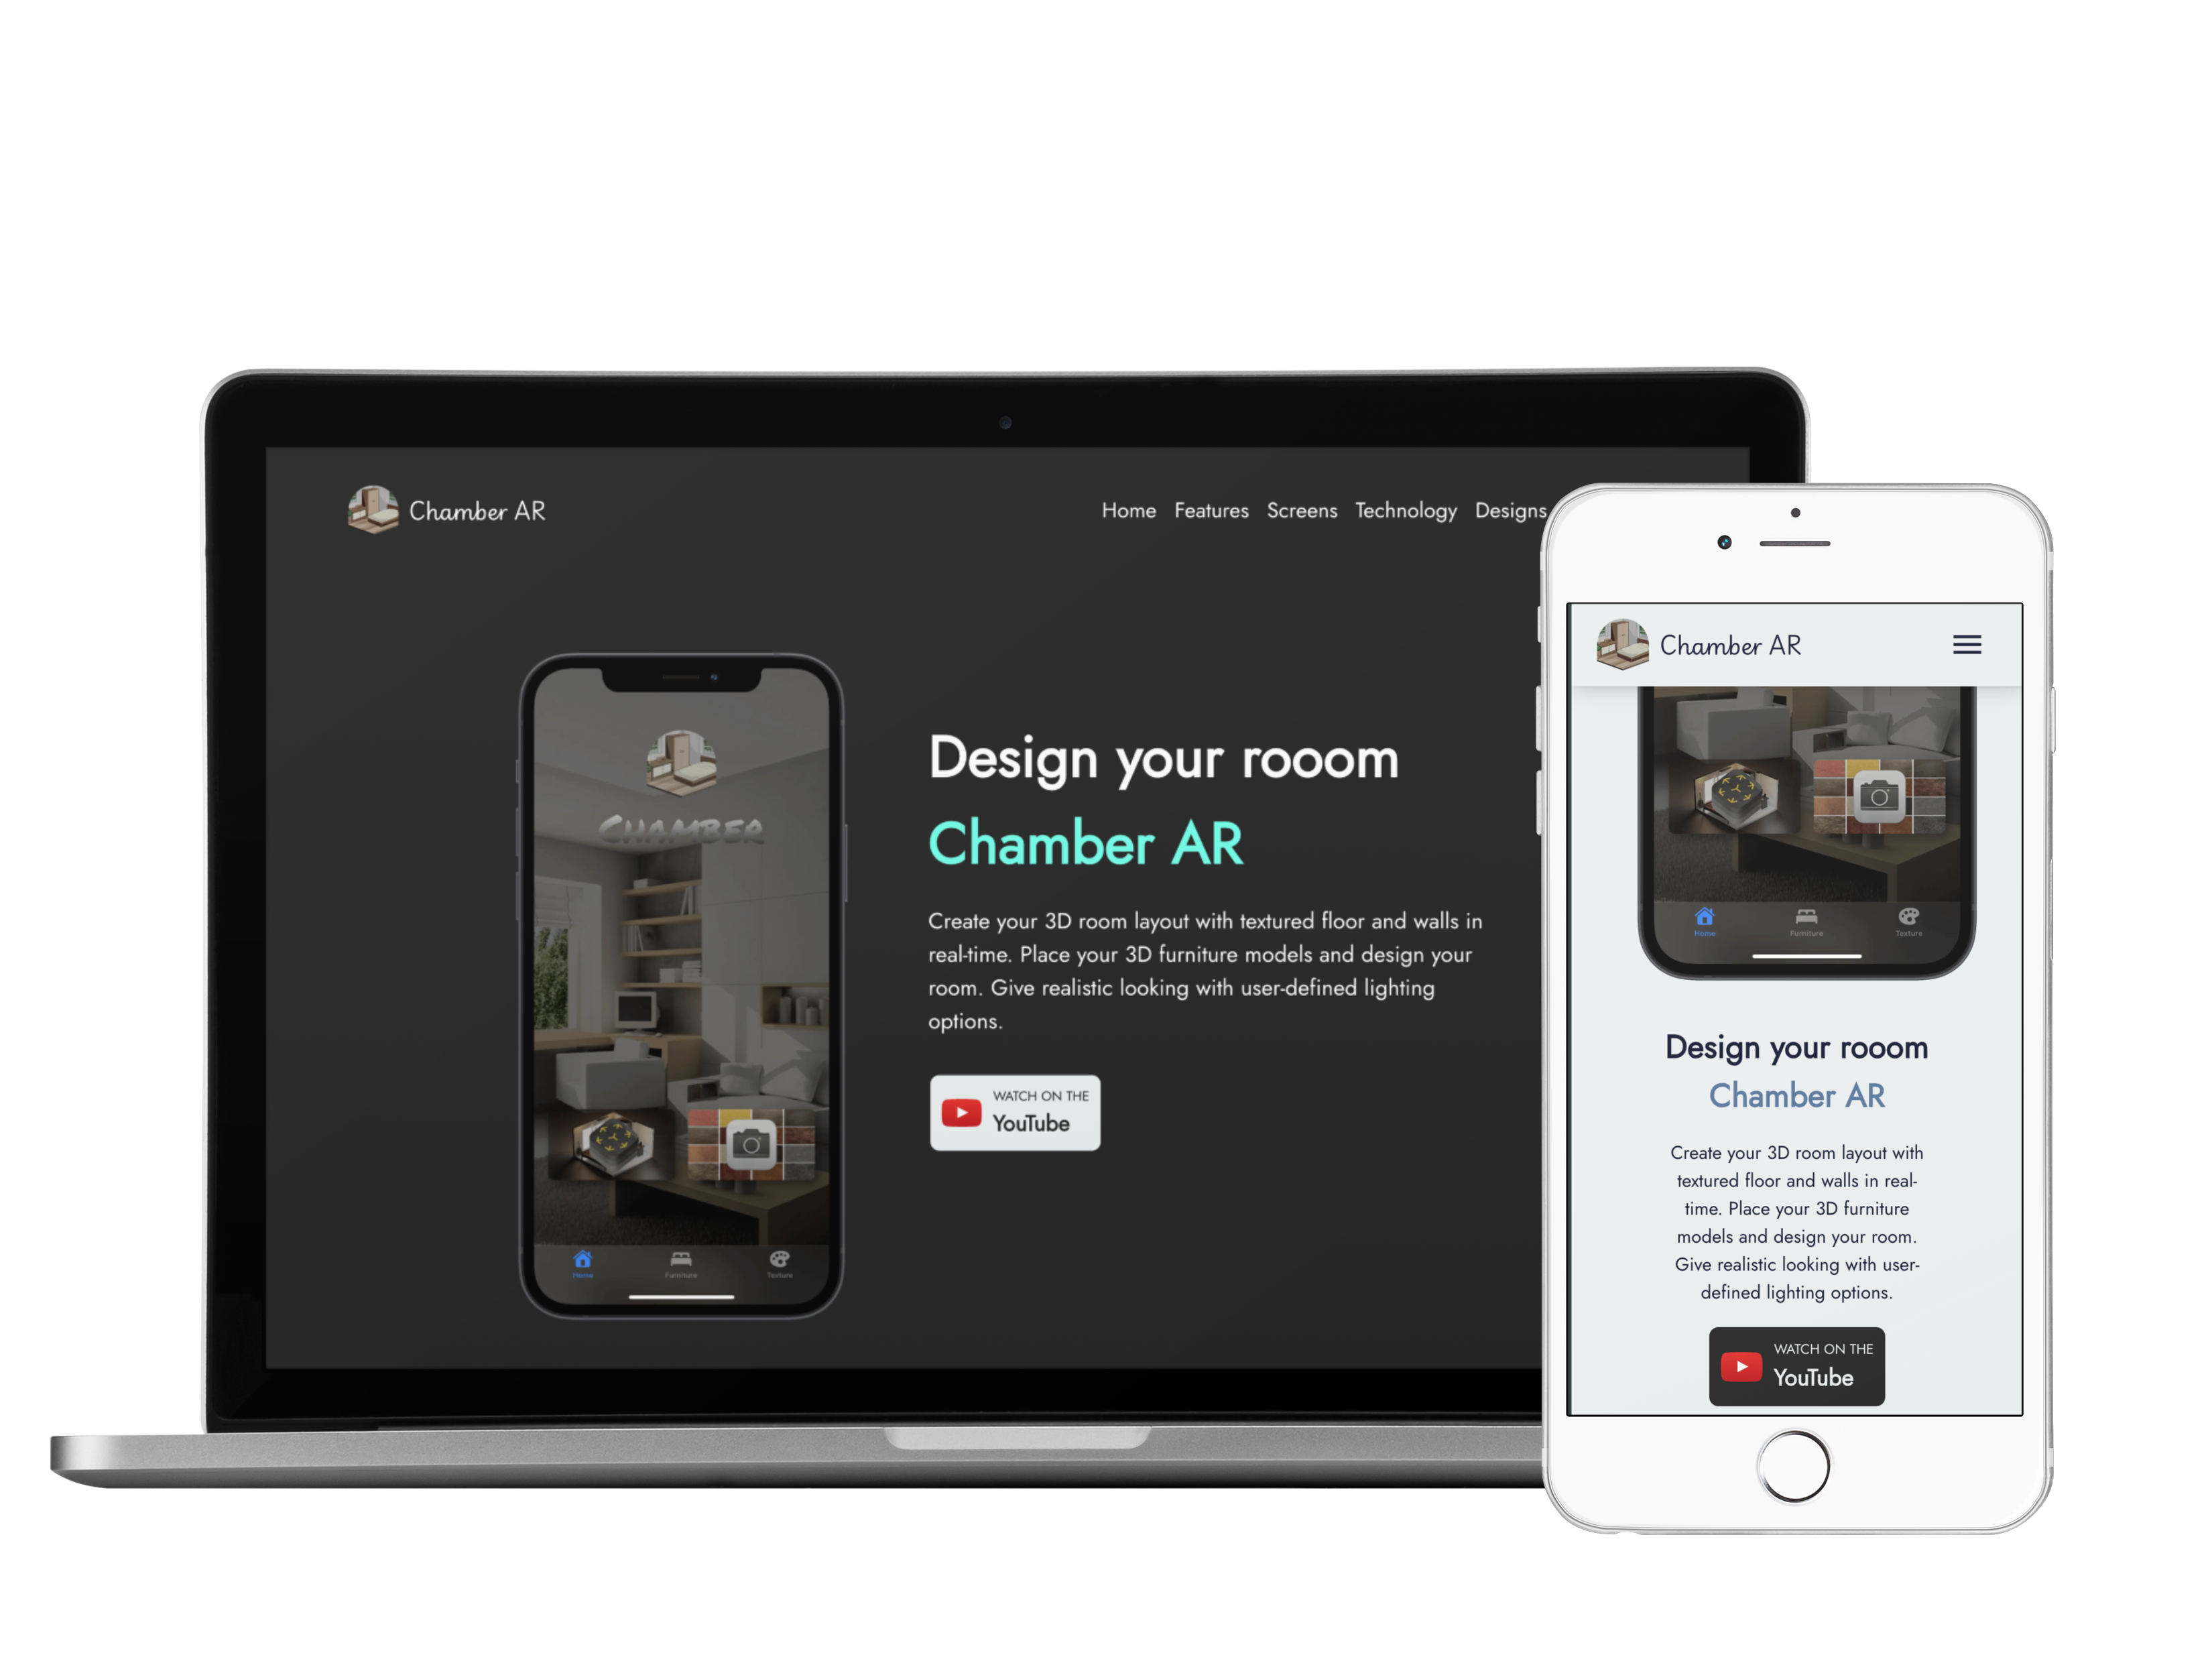 Chamber AR
Home Features Screens Technology Designs
CHAMBER
Home Furniture Texture
Design your rooom
Chamber AR
Create your 3D room layout with textured floor and walls in
real-time. Place your 3D furniture models and design your
room. Give realistic looking with user-defined lighting
options.
WATCH ON THE
YouTube
Chamber AR
Home Furniture Texture
Design your rooom
Chamber AR
Create your 3D room layout with
textured floor and walls in real-
time. Place your 3D furniture
models and design your room.
Give realistic looking with user-
defined lighting options.
WATCH ON THE
YouTube